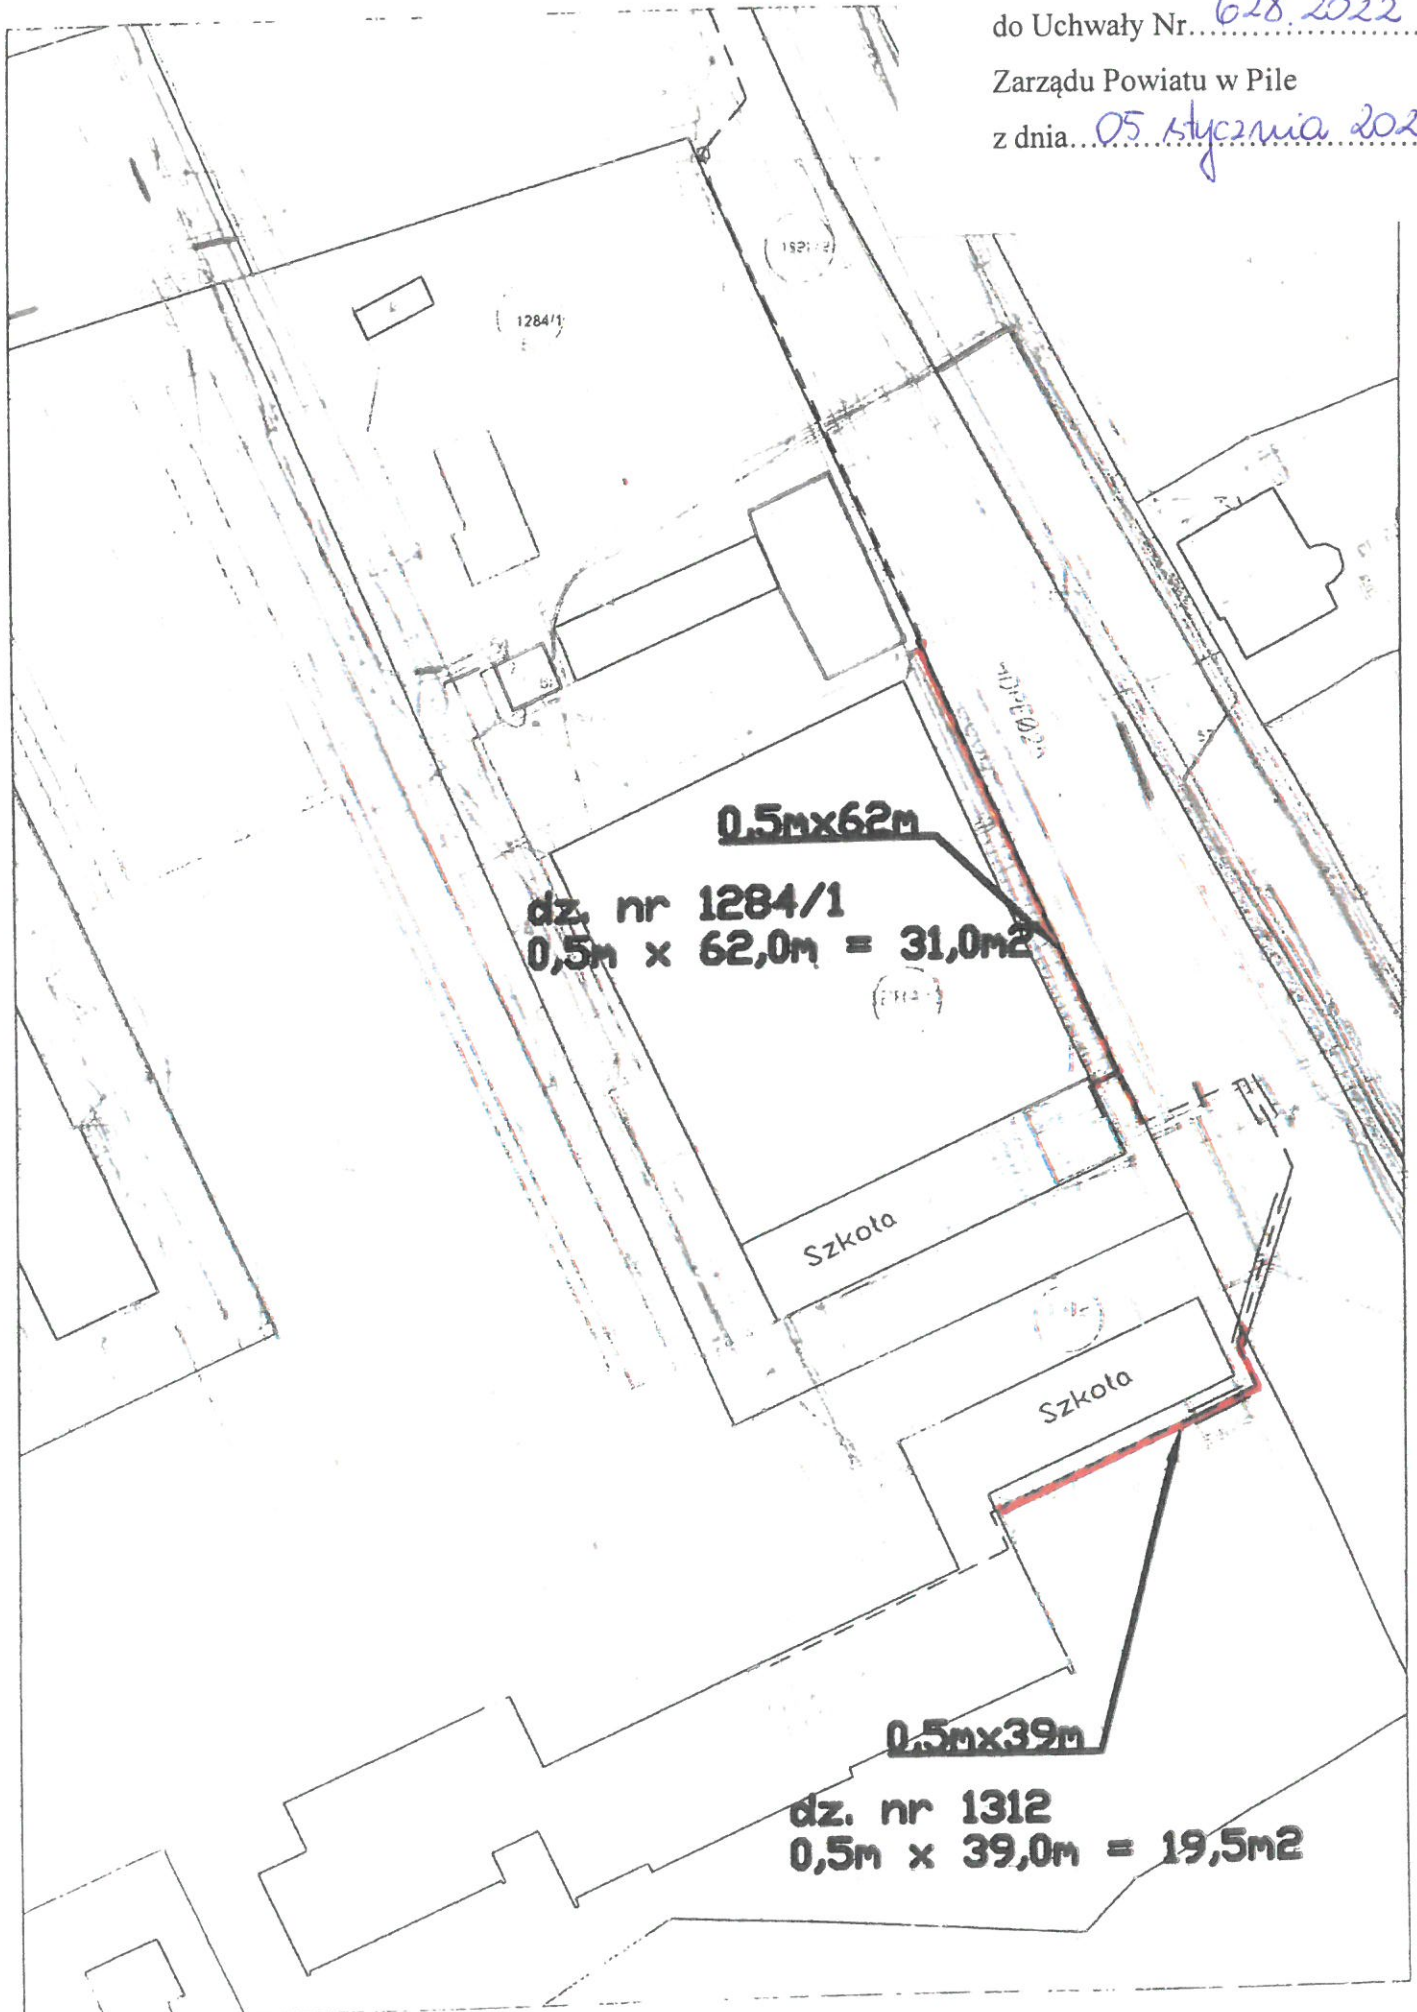 do Uchwały Nr....628.2022....
Zarządu Powiatu w Pile
z dnia....05 stycznia 202
1284/1
0.5mx62m
dz. nr 1284/1
0,5m x 62,0m = 31,0m2
Szkoła
Szkoła
0.5mx39m
dz. nr 1312
0,5m x 39,0m = 19,5m2